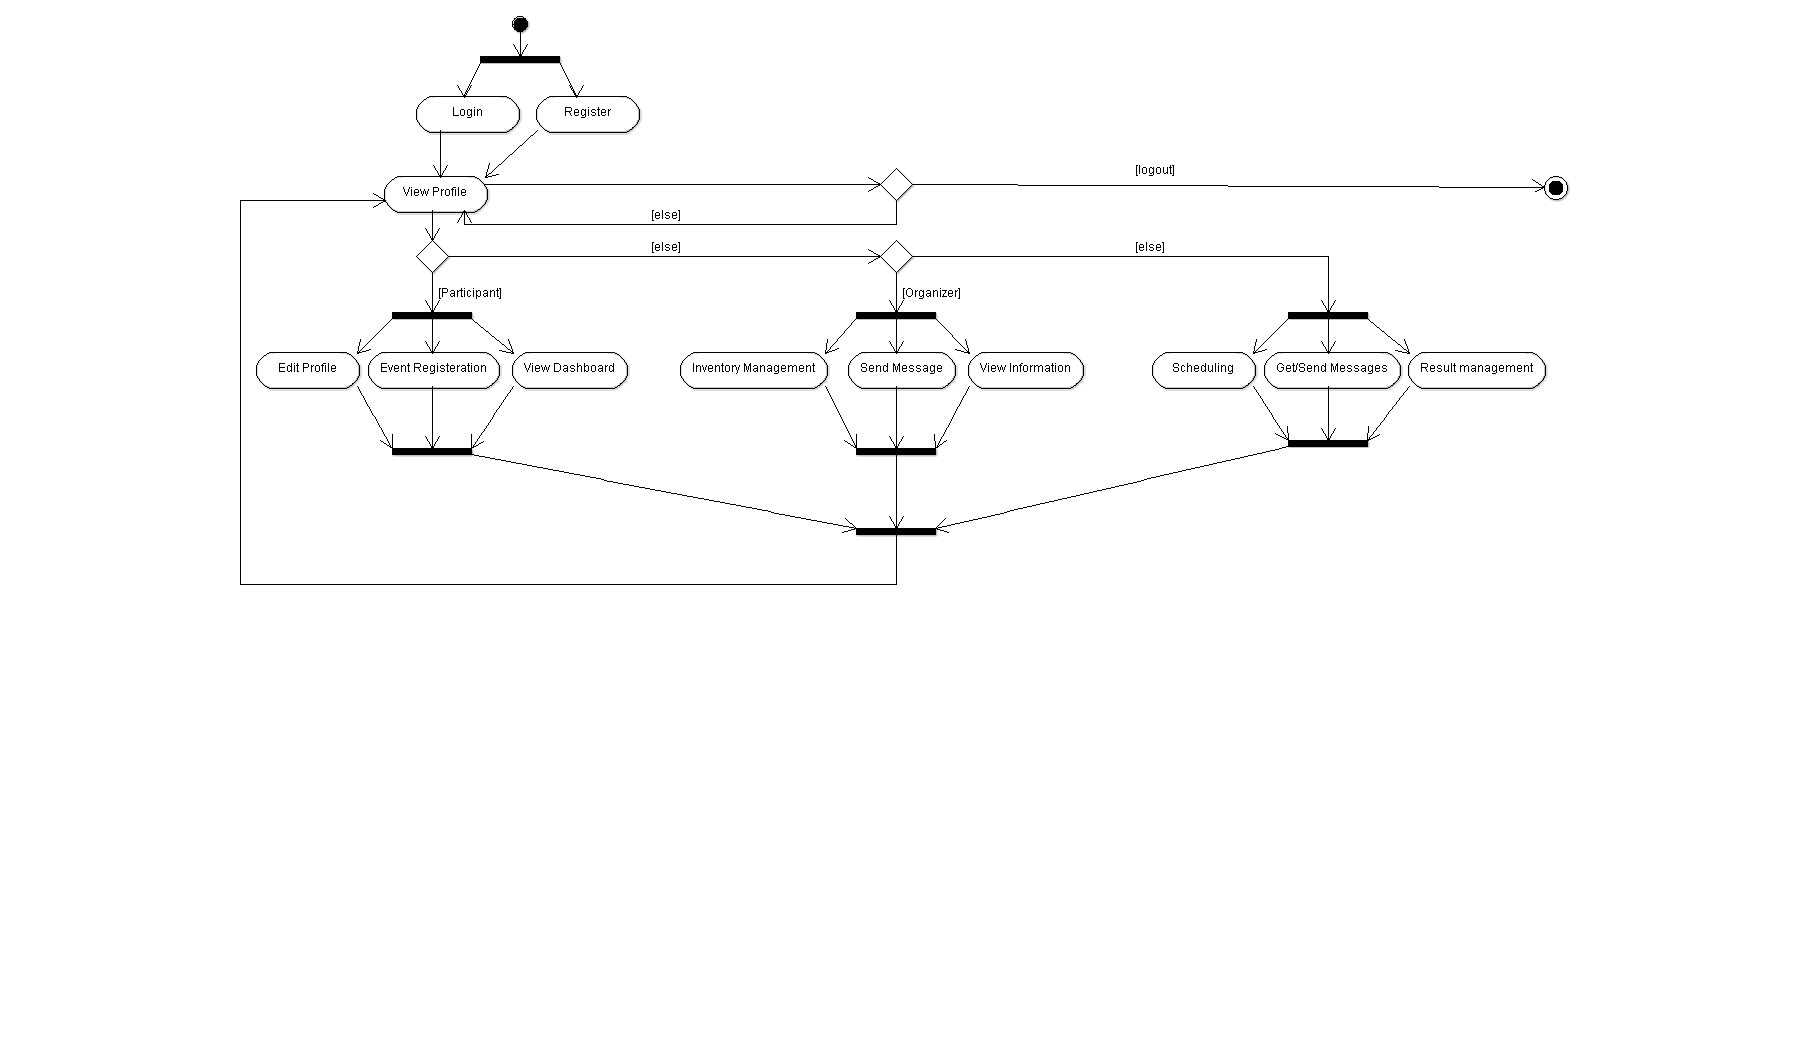 Login
Register
[logout]
View Profile
[else]
[else]
[else]
[Participant]
[Organizer]
Edit Profile
Event Registeration
View Dashboard
Inventory Management
Send Message
View Information
Scheduling
Get/Send Messages
Result management